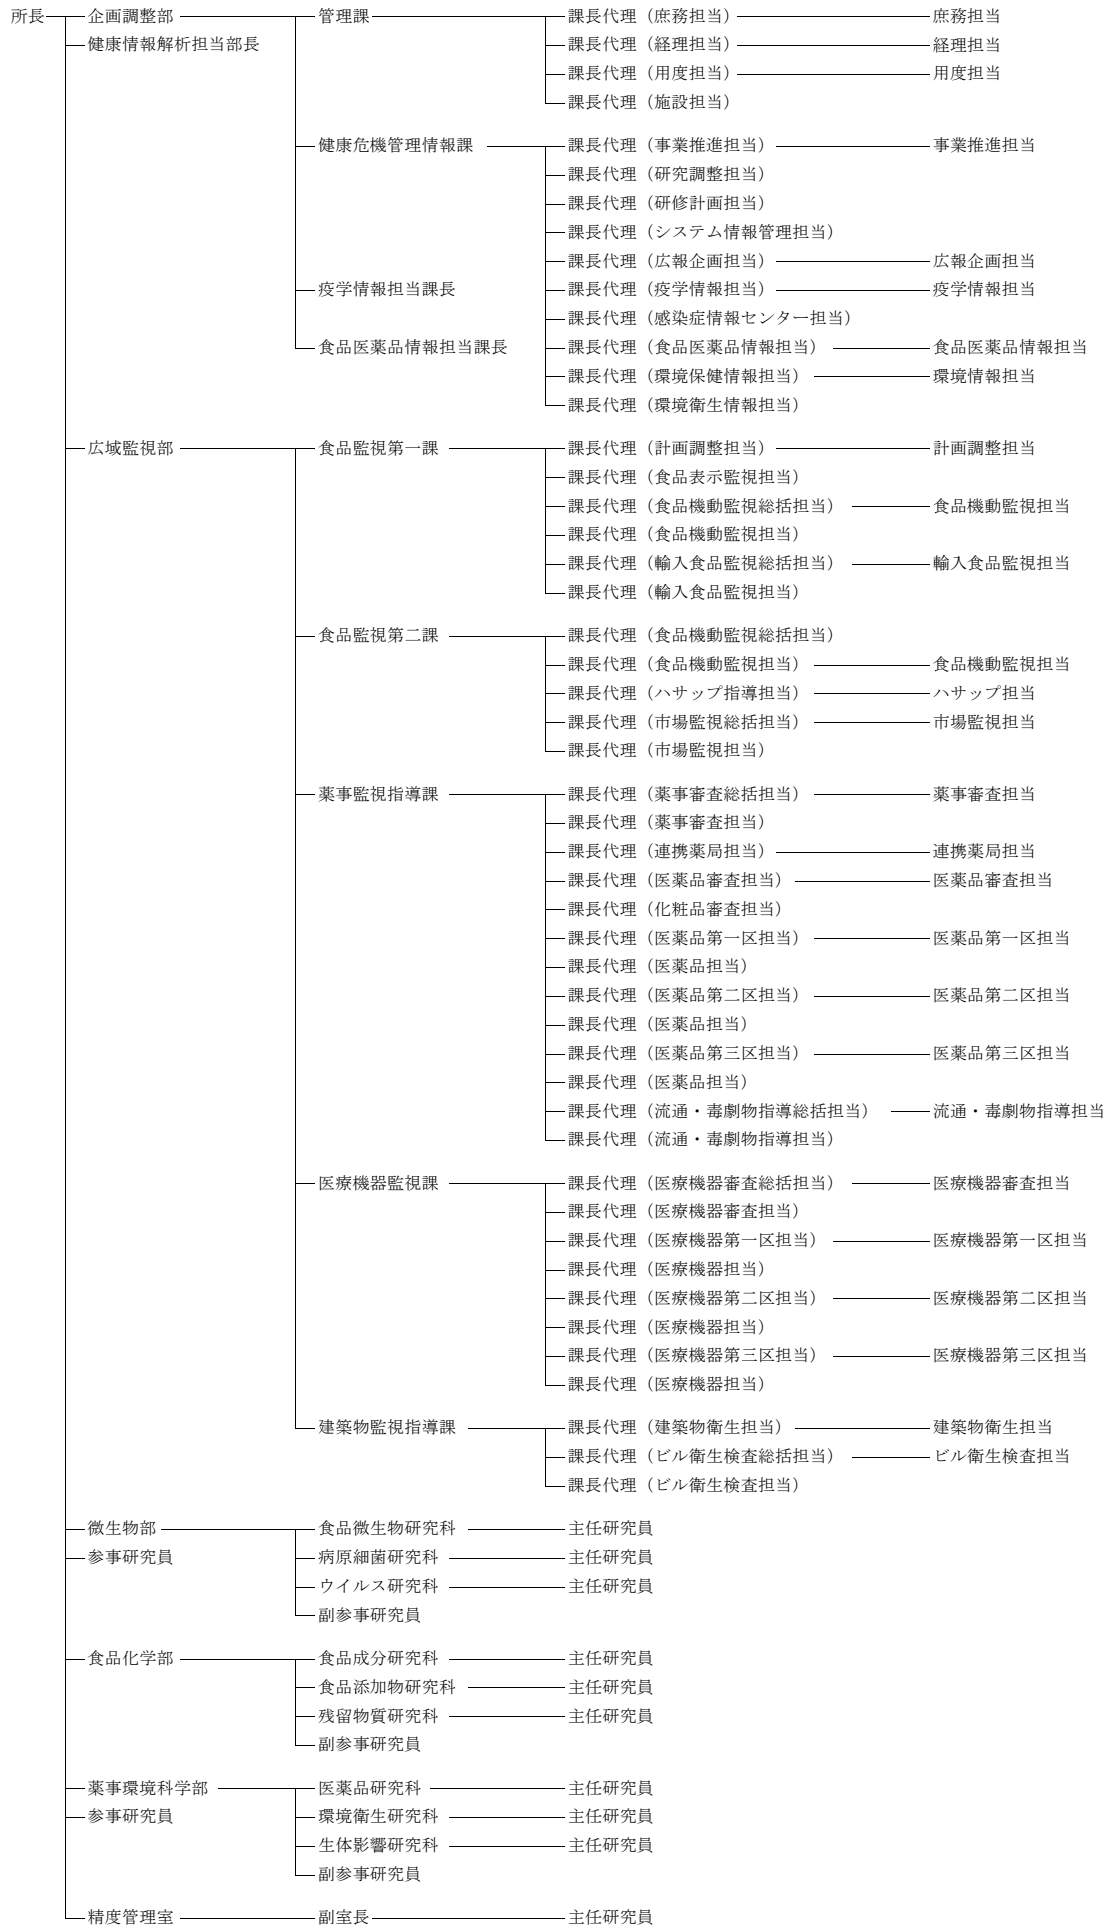 所長 企画調整部 管理課 課長代理（庶務担当） 庶務担当
健康情報解析担当部長 課長代理（経理担当） 経理担当
課長代理（用度担当） 用度担当
課長代理（施設担当）
健康危機管理情報課 課長代理（事業推進担当） 事業推進担当
課長代理（研究調整担当）
課長代理（研修計画担当）
課長代理（システム情報管理担当）
課長代理（広報企画担当） 広報企画担当
疫学情報担当課長 課長代理（疫学情報担当） 疫学情報担当
課長代理（感染症情報センター担当）
食品医薬品情報担当課長 課長代理（食品医薬品情報担当） 食品医薬品情報担当
課長代理（環境保健情報担当） 環境情報担当
課長代理（環境衛生情報担当）
広域監視部 食品監視第一課 課長代理（計画調整担当） 計画調整担当
課長代理（食品表示監視担当）
課長代理（食品機動監視総括担当） 食品機動監視担当
課長代理（食品機動監視担当）
課長代理（輸入食品監視総括担当） 輸入食品監視担当
課長代理（輸入食品監視担当）
食品監視第二課 課長代理（食品機動監視総括担当）
課長代理（食品機動監視担当） 食品機動監視担当
課長代理（ハサップ指導担当） ハサップ担当
課長代理（市場監視総括担当） 市場監視担当
課長代理（市場監視担当）
薬事監視指導課 課長代理（薬事審査総括担当） 薬事審査担当
課長代理（薬事審査担当）
課長代理（連携薬局担当） 連携薬局担当
課長代理（医薬品審査担当） 医薬品審査担当
課長代理（化粧品審査担当）
課長代理（医薬品第一区担当） 医薬品第一区担当
課長代理（医薬品担当）
課長代理（医薬品第二区担当） 医薬品第二区担当
課長代理（医薬品担当）
課長代理（医薬品第三区担当） 医薬品第三区担当
課長代理（医薬品担当）
課長代理（流通・毒劇物指導総括担当） 流通・毒劇物指導担当
課長代理（流通・毒劇物指導担当）
医療機器監視課 課長代理（医療機器審査総括担当） 医療機器審査担当
課長代理（医療機器審査担当）
課長代理（医療機器第一区担当） 医療機器第一区担当
課長代理（医療機器担当）
課長代理（医療機器第二区担当） 医療機器第二区担当
課長代理（医療機器担当）
課長代理（医療機器第三区担当） 医療機器第三区担当
課長代理（医療機器担当）
建築物監視指導課 課長代理（建築物衛生担当） 建築物衛生担当
課長代理（ビル衛生検査総括担当） ビル衛生検査担当
課長代理（ビル衛生検査担当）
微生物部 食品微生物研究科 主任研究員
参事研究員 病原細菌研究科 主任研究員
ウイルス研究科 主任研究員
副参事研究員
食品化学部 食品成分研究科 主任研究員
食品添加物研究科 主任研究員
残留物質研究科 主任研究員
副参事研究員
薬事環境科学部 医薬品研究科 主任研究員
参事研究員 環境衛生研究科 主任研究員
生体影響研究科 主任研究員
副参事研究員
精度管理室 副室長 主任研究員